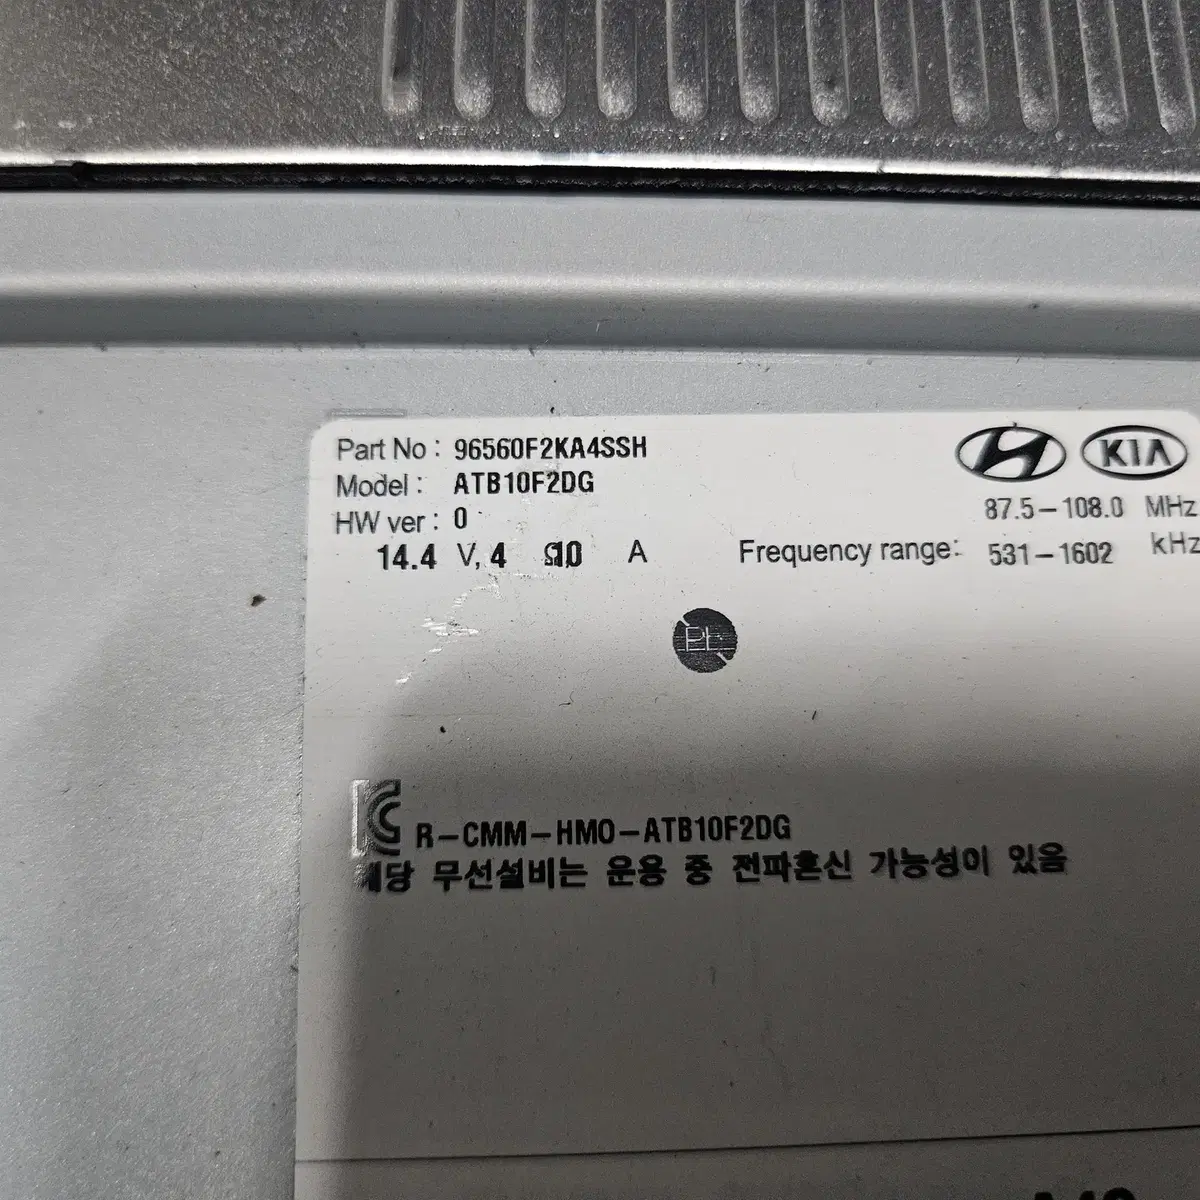 Part No : 96560F2KA4SSH
Model : ATB10F2DG
HW ver : 0
14.4 V, 4 Ω10 A
KIA
87.5-108.0 MHz
Frequency range: 531-1602 kHz
R-CMM-HMO-ATB10F2DG
해당 무선설비는 운용 중 전파혼신 가능성이 있음